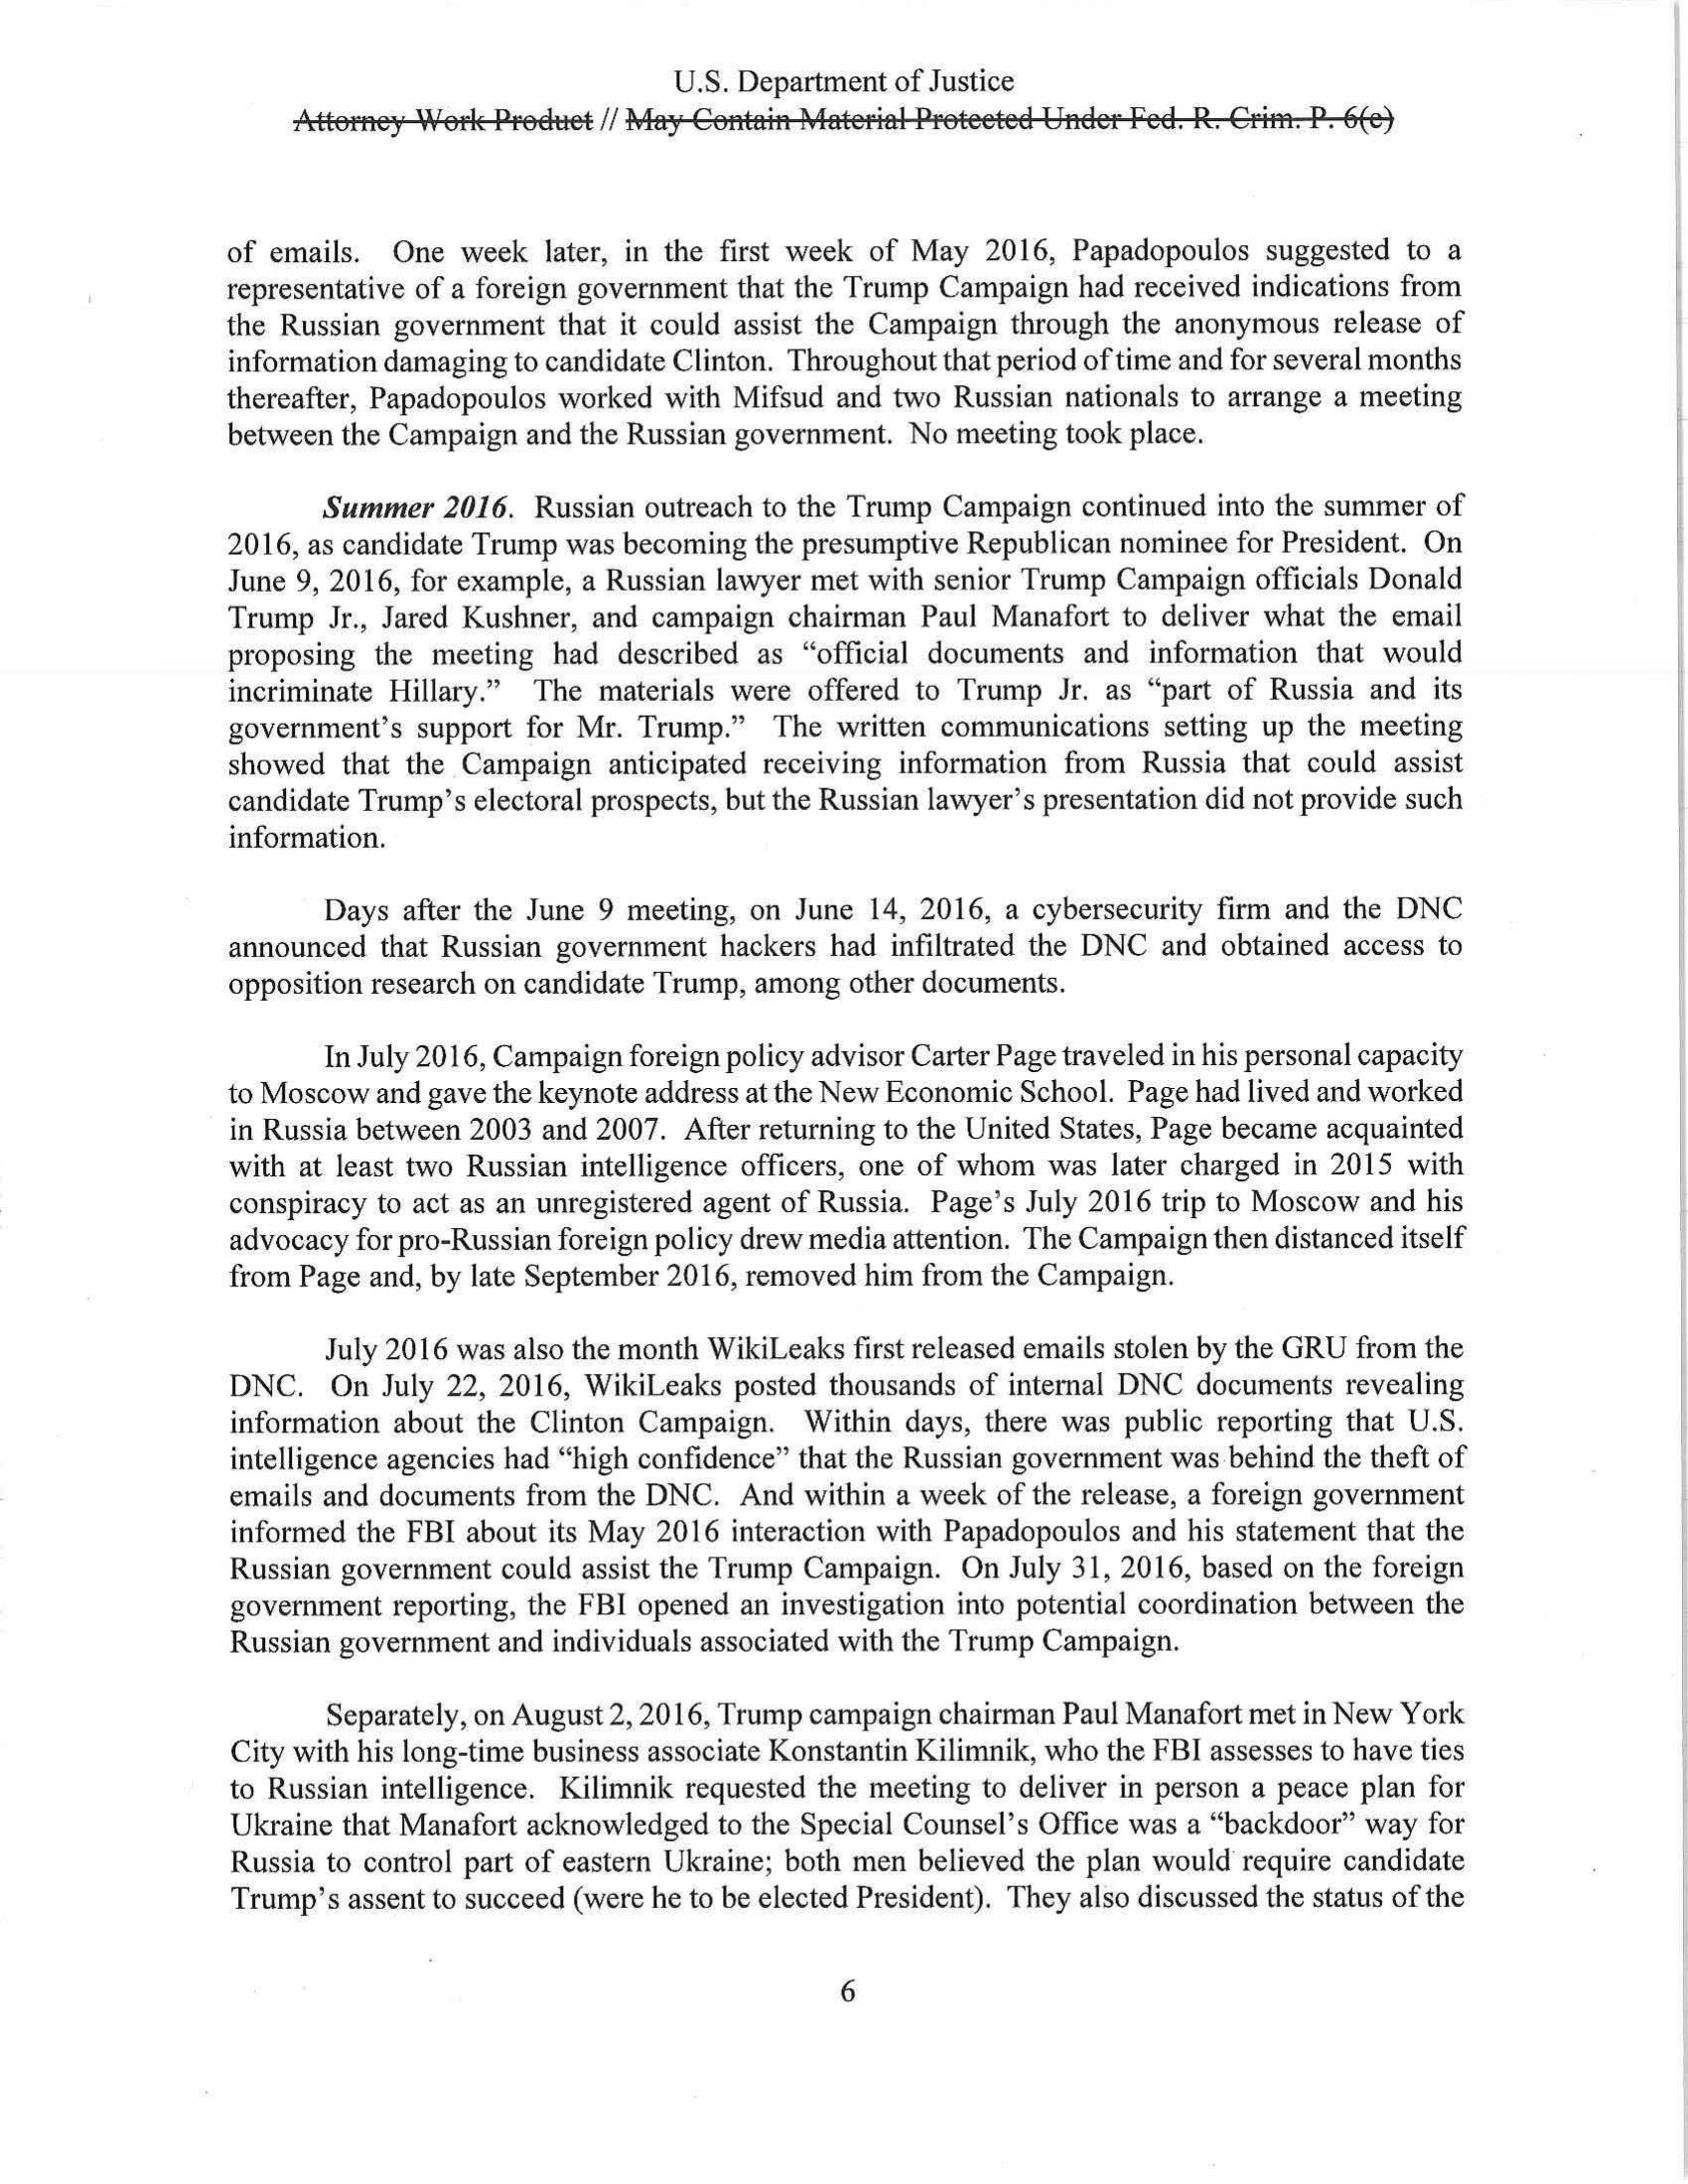 U.S. Department of Justice
Attorney Work Product // May Contain Material Protected Under Fed. R. Crim. P. 6(e)
of emails. One week later, in the first week of May 2016, Papadopoulos suggested to a
representative of a foreign government that the Trump Campaign had received indications from
the Russian government that it could assist the Campaign through the anonymous release of
information damaging to candidate Clinton. Throughout that period of time and for several months
thereafter, Papadopoulos worked with Mifsud and two Russian nationals to arrange a meeting
between the Campaign and the Russian government. No meeting took place.
Summer 2016. Russian outreach to the Trump Campaign continued into the summer of
2016, as candidate Trump was becoming the presumptive Republican nominee for President. On
June 9, 2016, for example, a Russian lawyer met with senior Trump Campaign officials Donald
Trump Jr., Jared Kushner, and campaign chairman Paul Manafort to deliver what the email
proposing the meeting had described as “official documents and information that would
incriminate Hillary.” The materials were offered to Trump Jr. as “part of Russia and its
government’s support for Mr. Trump.” The written communications setting up the meeting
showed that the Campaign anticipated receiving information from Russia that could assist
candidate Trump’s electoral prospects, but the Russian lawyer’s presentation did not provide such
information.
Days after the June 9 meeting, on June 14, 2016, a cybersecurity firm and the DNC
announced that Russian government hackers had infiltrated the DNC and obtained access to
opposition research on candidate Trump, among other documents.
In July 2016, Campaign foreign policy advisor Carter Page traveled in his personal capacity
to Moscow and gave the keynote address at the New Economic School. Page had lived and worked
in Russia between 2003 and 2007. After returning to the United States, Page became acquainted
with at least two Russian intelligence officers, one of whom was later charged in 2015 with
conspiracy to act as an unregistered agent of Russia. Page’s July 2016 trip to Moscow and his
advocacy for pro-Russian foreign policy drew media attention. The Campaign then distanced itself
from Page and, by late September 2016, removed him from the Campaign.
July 2016 was also the month WikiLeaks first released emails stolen by the GRU from the
DNC. On July 22, 2016, WikiLeaks posted thousands of internal DNC documents revealing
information about the Clinton Campaign. Within days, there was public reporting that U.S.
intelligence agencies had “high confidence” that the Russian government was behind the theft of
emails and documents from the DNC. And within a week of the release, a foreign government
informed the FBI about its May 2016 interaction with Papadopoulos and his statement that the
Russian government could assist the Trump Campaign. On July 31, 2016, based on the foreign
government reporting, the FBI opened an investigation into potential coordination between the
Russian government and individuals associated with the Trump Campaign.
Separately, on August 2, 2016, Trump campaign chairman Paul Manafort met in New York
City with his long-time business associate Konstantin Kilimnik, who the FBI assesses to have ties
to Russian intelligence. Kilimnik requested the meeting to deliver in person a peace plan for
Ukraine that Manafort acknowledged to the Special Counsel’s Office was a “backdoor” way for
Russia to control part of eastern Ukraine; both men believed the plan would require candidate
Trump’s assent to succeed (were he to be elected President). They also discussed the status of the
6